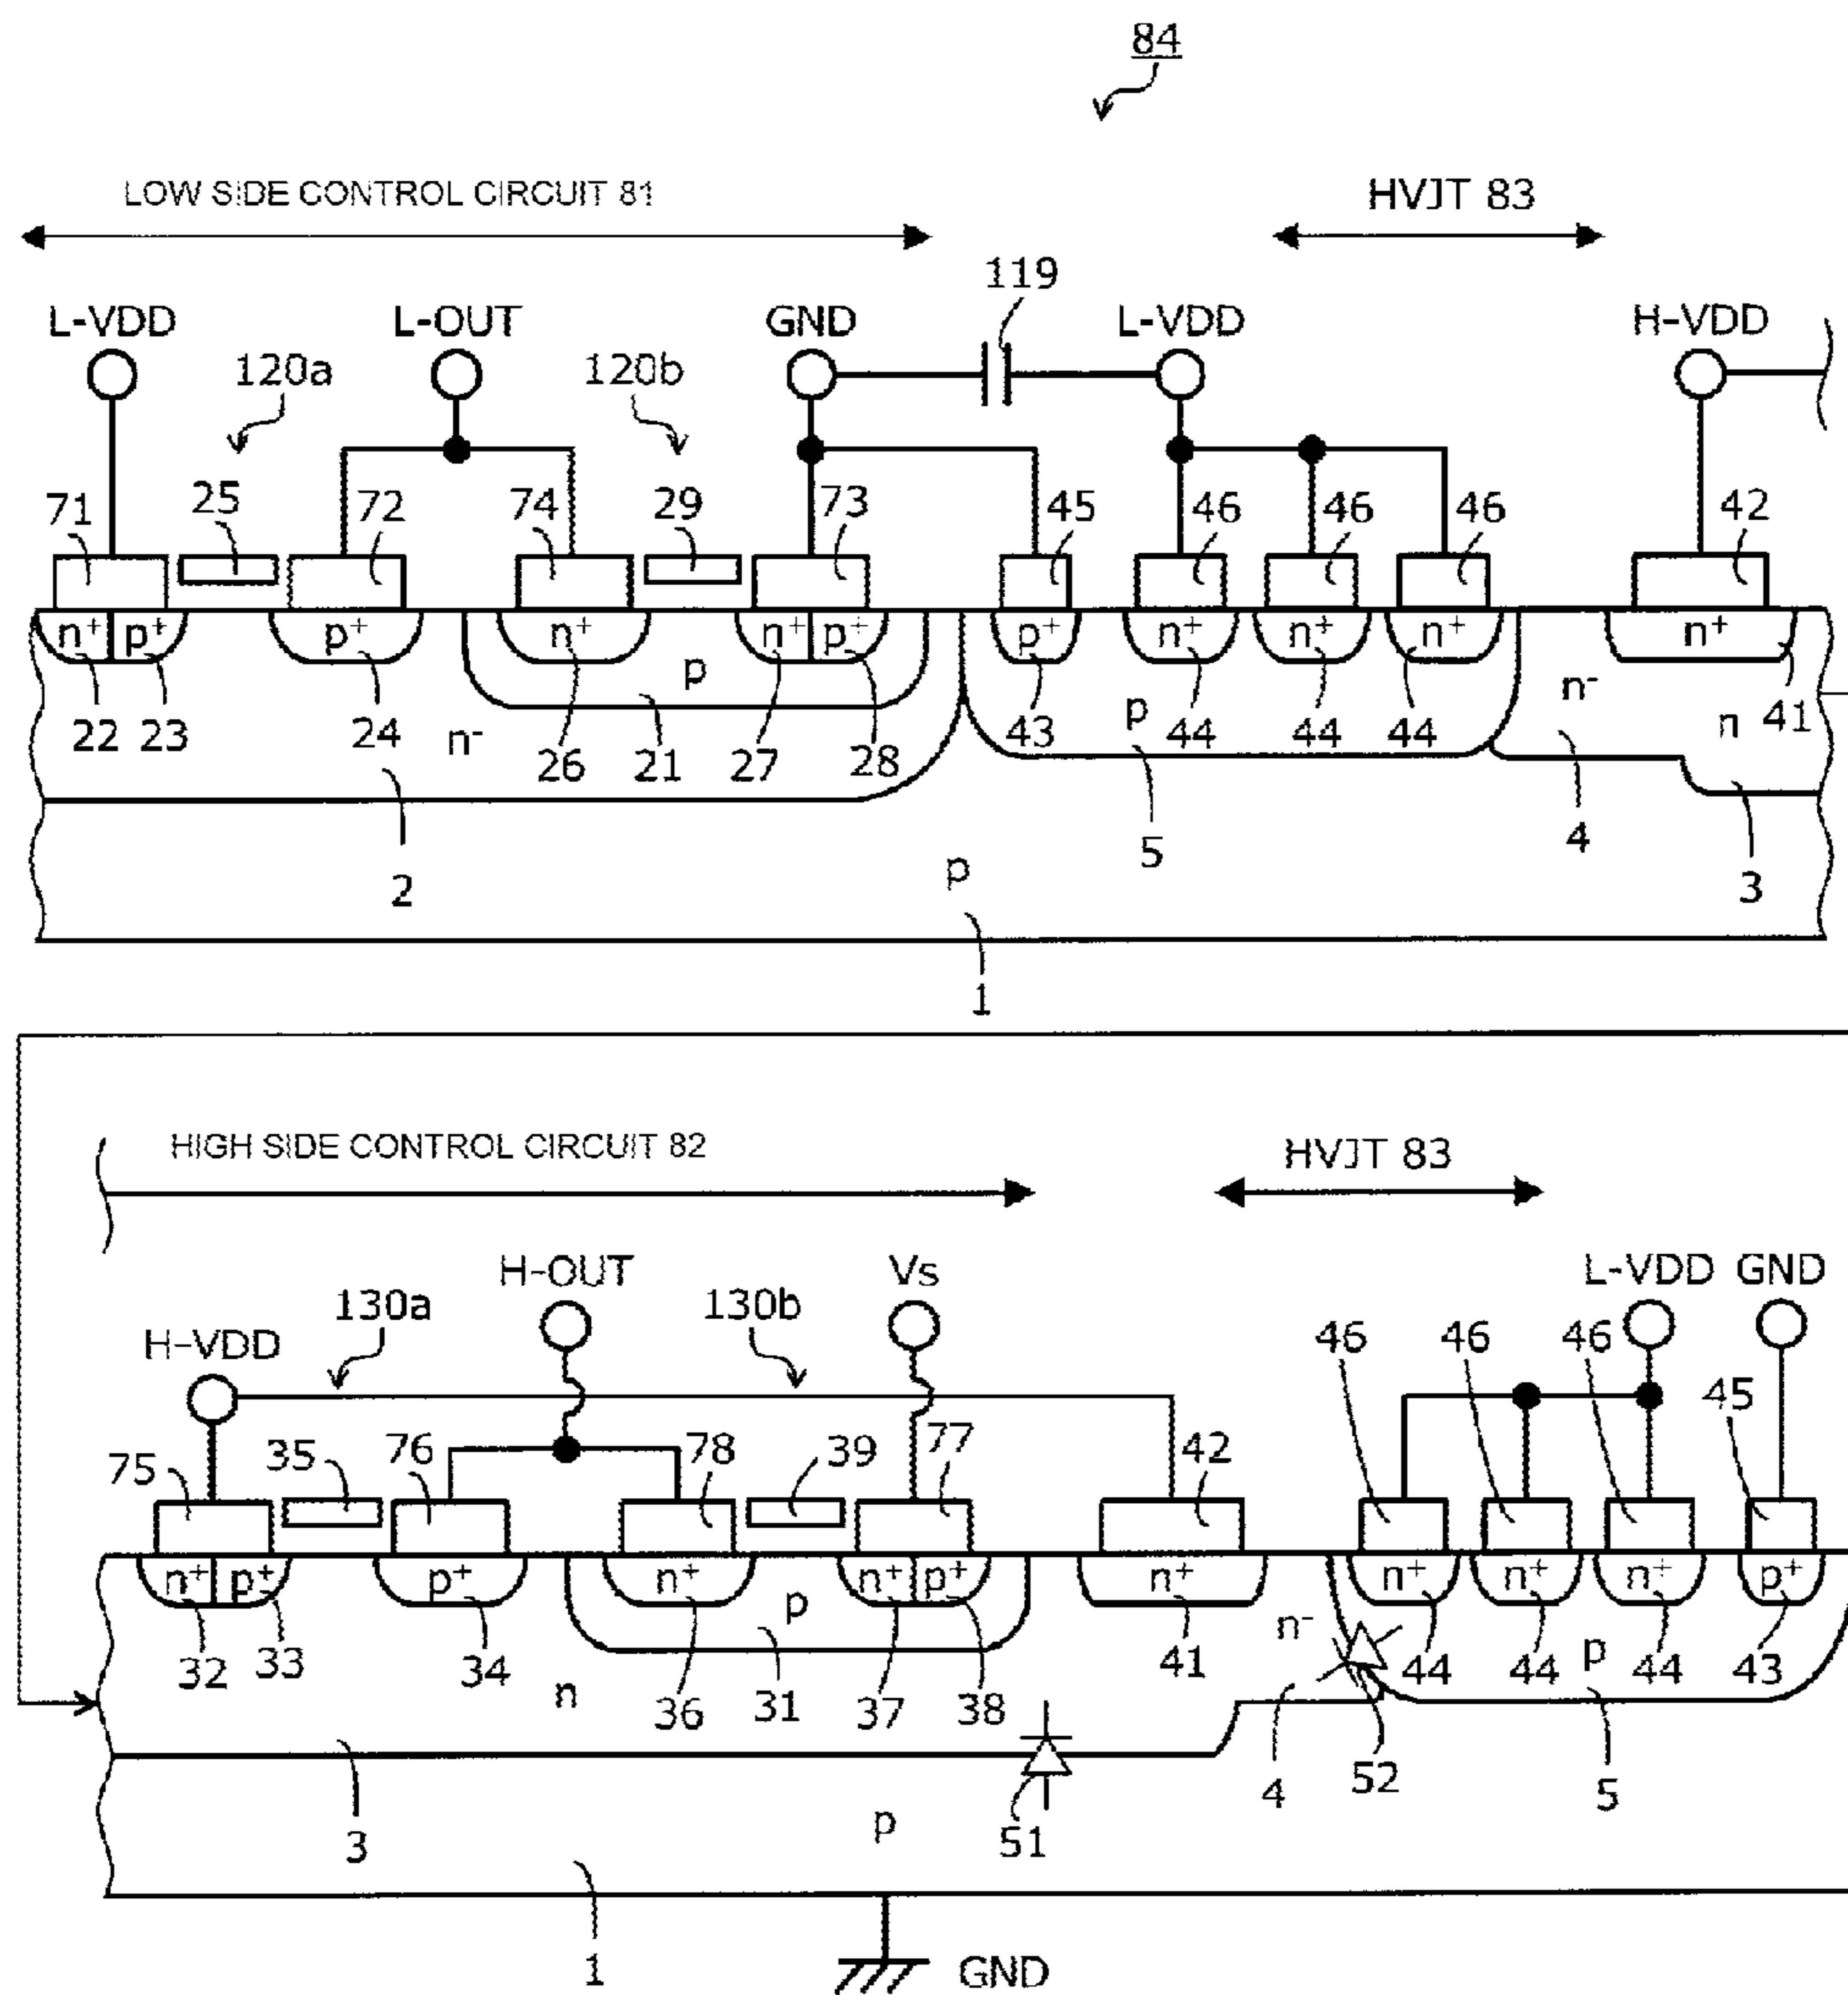 84
LOW SIDE CONTROL CIRCUIT 81
HVJT 83
119
L-VDD
L-OUT
GND
L-VDD
H-VDD
120a
120b
71
25
72
74
29
73
45
46
46
46
42
n+
p+
p+
n+
n+
p+
p+
n+
n+
n+
n+
p
n-
22
23
24
n-
26
21
27
28
p
43
44
44
44
n
41
2
p
5
4
3
1
HIGH SIDE CONTROL CIRCUIT 82
HVJT 83
H-OUT
Vs
L-VDD
GND
130a
130b
H-VDD
46
46
46
45
75
35
76
78
39
77
42
n+
p+
p+
n+
n+
p+
n+
n+
n+
n+
p+
p
n-
32
33
34
n
36
31
37
38
41
44
44
p
44
43
3
p
51
4
52
5
1
GND